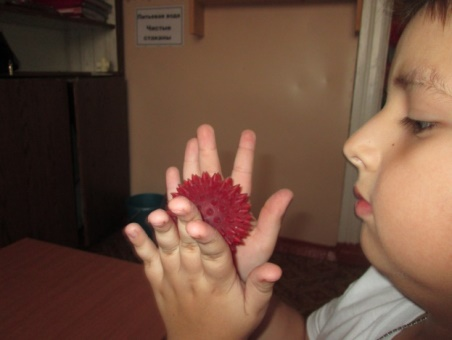 Питьевая вода
Чистые
стаканы